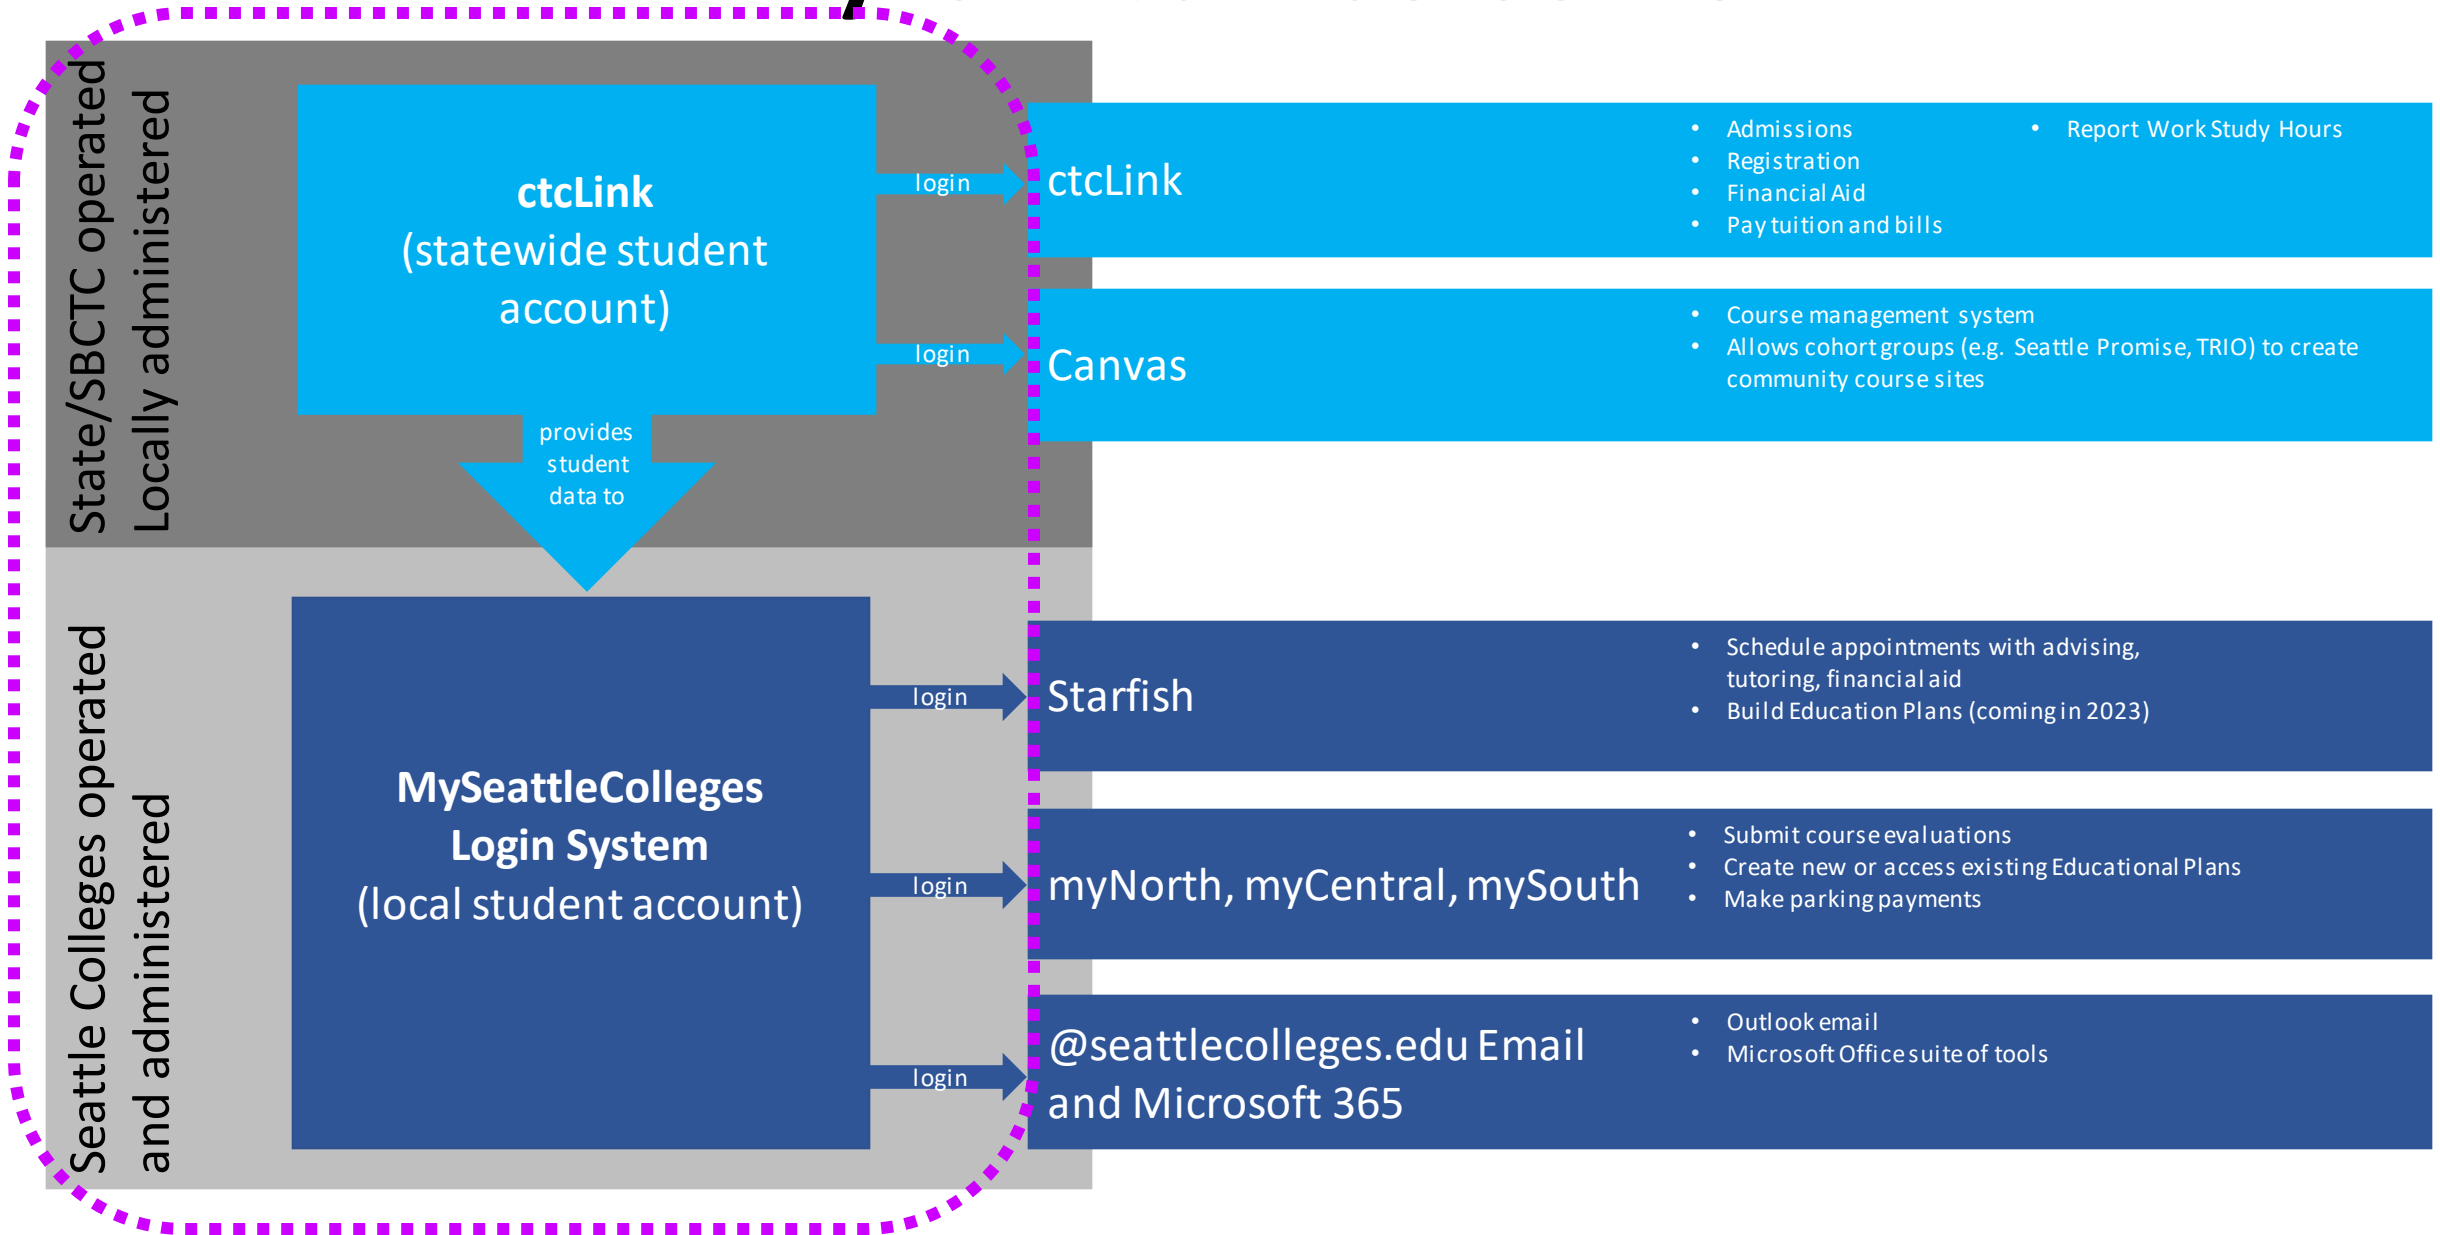 State/SBCTC operated
Locally administered
ctcLink
(statewide student
account)
login
login
provides
student
data to
ctcLink
• Admissions
• Registration
• Financial Aid
• Pay tuition and bills
• Report Work Study Hours
Canvas
• Course management system
• Allows cohort groups (e.g. Seattle Promise, TRIO) to create
community course sites
Seattle Colleges operated
and administered
MySeattleColleges
Login System
(local student account)
login
login
login
Starfish
• Schedule appointments with advising,
tutoring, financial aid
• Build Education Plans (coming in 2023)
myNorth, myCentral, mySouth
• Submit course evaluations
• Create new or access existing Educational Plans
• Make parking payments
@seattlecolleges.edu Email
and Microsoft 365
• Outlook email
• Microsoft Office suite of tools